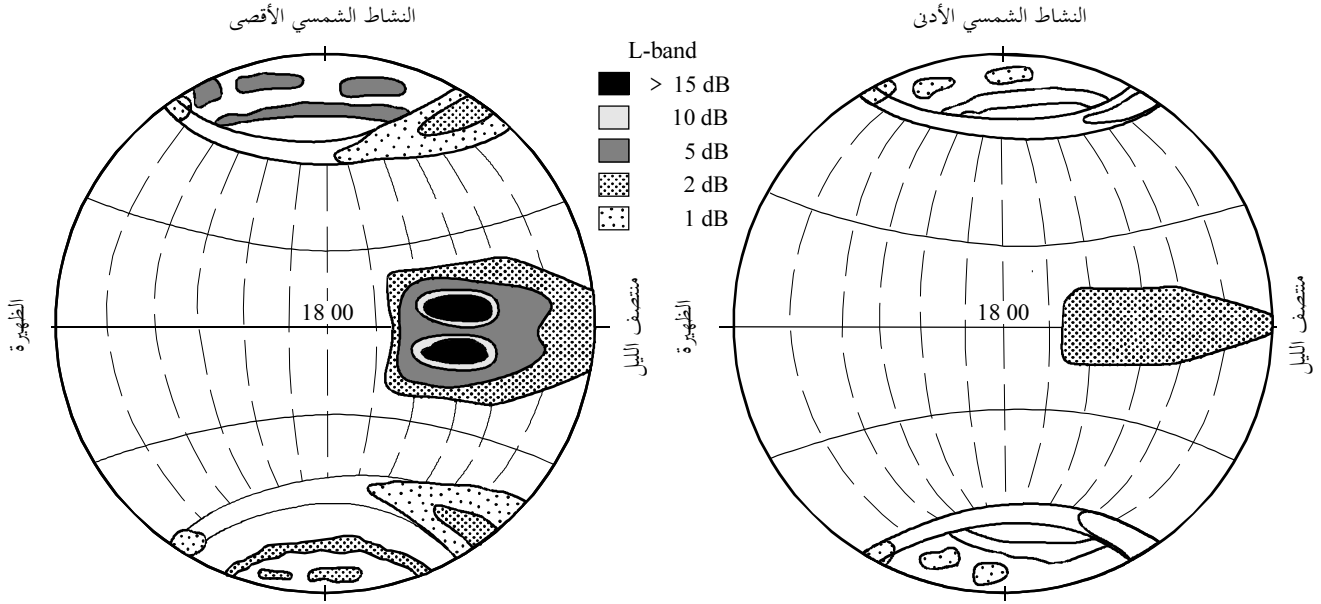 النشاط الشمسي الأقصى
النشاط الشمسي الأدنى
L-band
> 15 dB
10 dB
5 dB
2 dB
1 dB
الظهيرة
18 00
منتصف الليل
الظهيرة
18 00
منتصف الليل